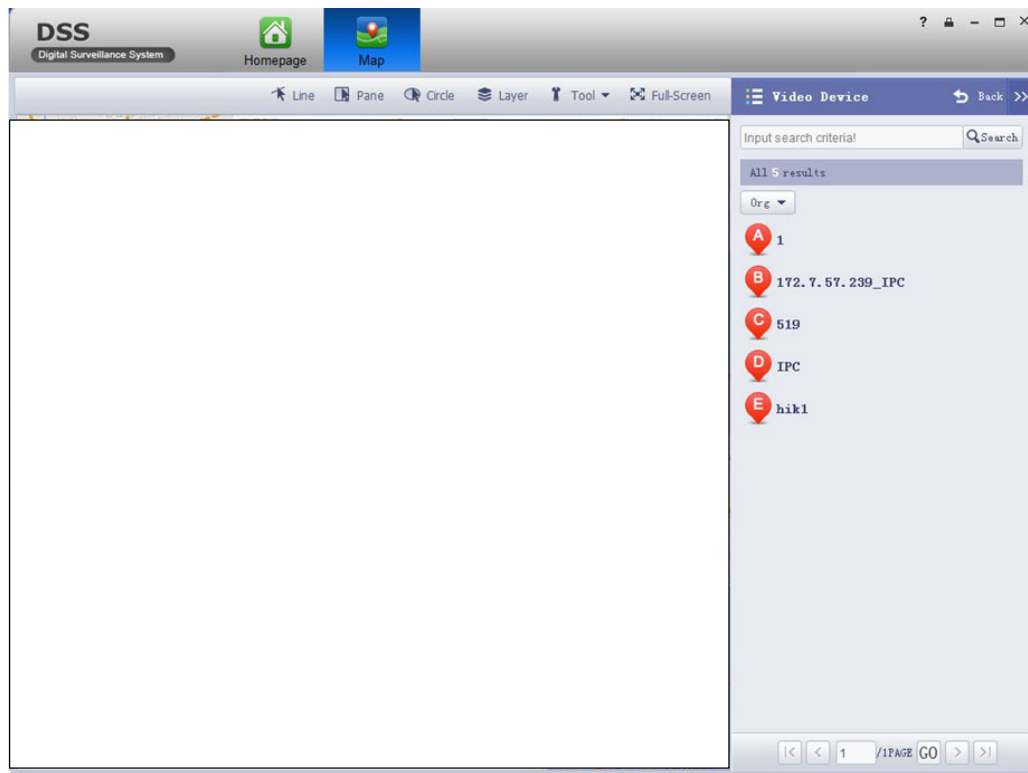 DSS
Digital Surveillance System
Homepage
Map
?
Line Pane Circle Layer Tool Full-Screen
Video Device Back >>
Input search criteria! Search
All 5 results
Org
A 1
B 172.7.57.239_IPC
C 519
D IPC
E hik1
1 /1PAGE GO